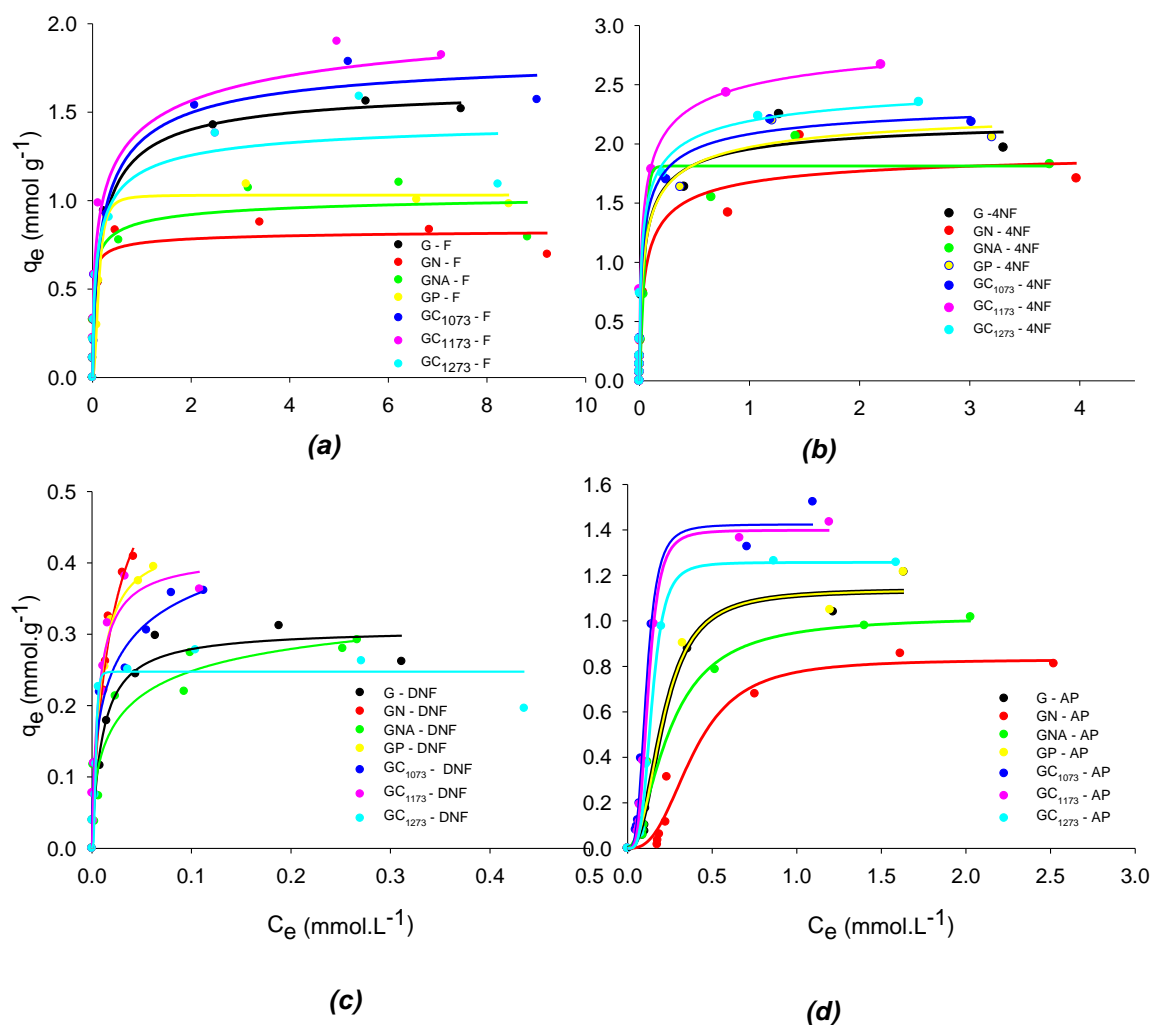 2.0
1.5
1.0
0.5
0.0
q_e (mmol g⁻¹)
0 2 4 6 8 10
G - F
GN - F
GNA - F
GP - F
GC₁₀₇₃ - F
GC₁₁₇₃ - F
GC₁₂₇₃ - F
(a)
3.0
2.5
2.0
1.5
1.0
0.5
0.0
0 1 2 3 4
G -4NF
GN - 4NF
GNA - 4NF
GP - 4NF
GC₁₀₇₃ - 4NF
GC₁₁₇₃ - 4NF
GC₁₂₇₃ - 4NF
(b)
0.5
0.4
0.3
0.2
0.1
0.0
q_e (mmol.g⁻¹)
0.0 0.1 0.2 0.3 0.4 0.5
G - DNF
GN - DNF
GNA - DNF
GP - DNF
GC₁₀₇₃ - DNF
GC₁₁₇₃ - DNF
GC₁₂₇₃ - DNF
C_e (mmol.L⁻¹)
(c)
1.6
1.4
1.2
1.0
0.8
0.6
0.4
0.2
0.0
0.0 0.5 1.0 1.5 2.0 2.5 3.0
G - AP
GN - AP
GNA - AP
GP - AP
GC₁₀₇₃ - AP
GC₁₁₇₃ - AP
GC₁₂₇₃ - AP
C_e (mmol.L⁻¹)
(d)